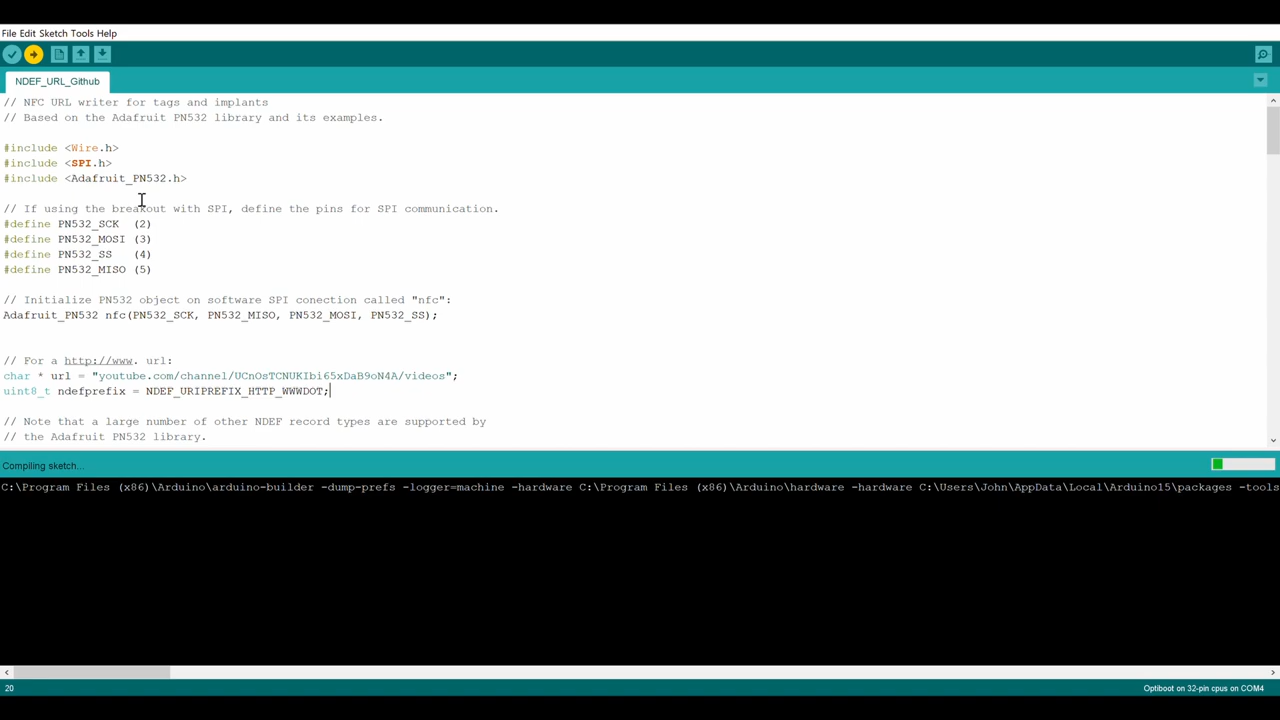 File Edit Sketch Tools Help
NDEF_URL_Github
// NFC URL writer for tags and implants
// Based on the Adafruit PN532 library and its examples.
#include <Wire.h>
#include <SPI.h>
#include <Adafruit_PN532.h>
// If using the breakout with SPI, define the pins for SPI communication.
#define PN532_SCK  (2)
#define PN532_MOSI (3)
#define PN532_SS   (4)
#define PN532_MISO (5)
// Initialize PN532 object on software SPI conection called "nfc":
Adafruit_PN532 nfc(PN532_SCK, PN532_MISO, PN532_MOSI, PN532_SS);
// For a http://www. url:
char * url = "youtube.com/channel/UCnOsTCNUKIbi65xDaB9oN4A/videos";
uint8_t ndefprefix = NDEF_URIPREFIX_HTTP_WWWDOT;
// Note that a large number of other NDEF record types are supported by
// the Adafruit PN532 library.
Compiling sketch...
C:\Program Files (x86)\Arduino\arduino-builder -dump-prefs -logger=machine -hardware C:\Program Files (x86)\Arduino\hardware -hardware C:\Users\John\AppData\Local\Arduino15\packages -tools
20
Optiboot on 32-pin cpus on COM4